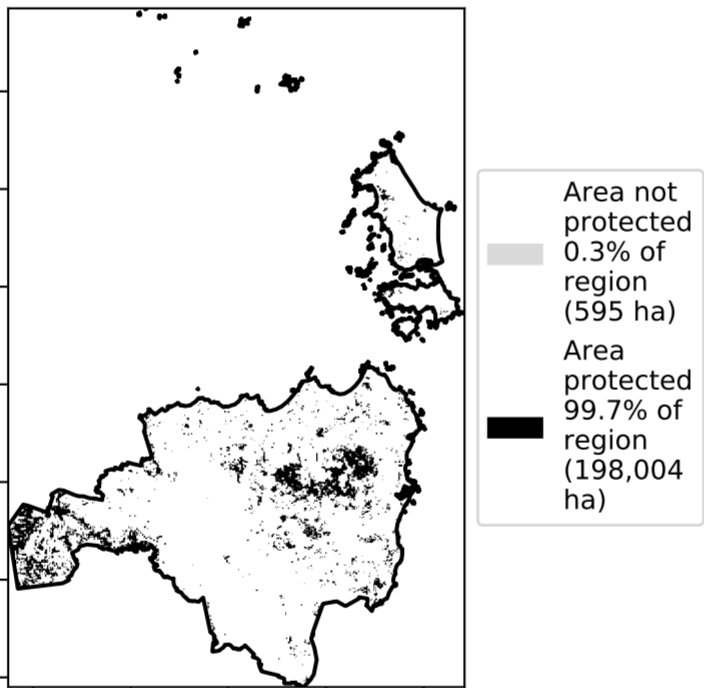 Area not
protected
0.3% of
region
(595 ha)
Area
protected
99.7% of
region
(198,004
ha)